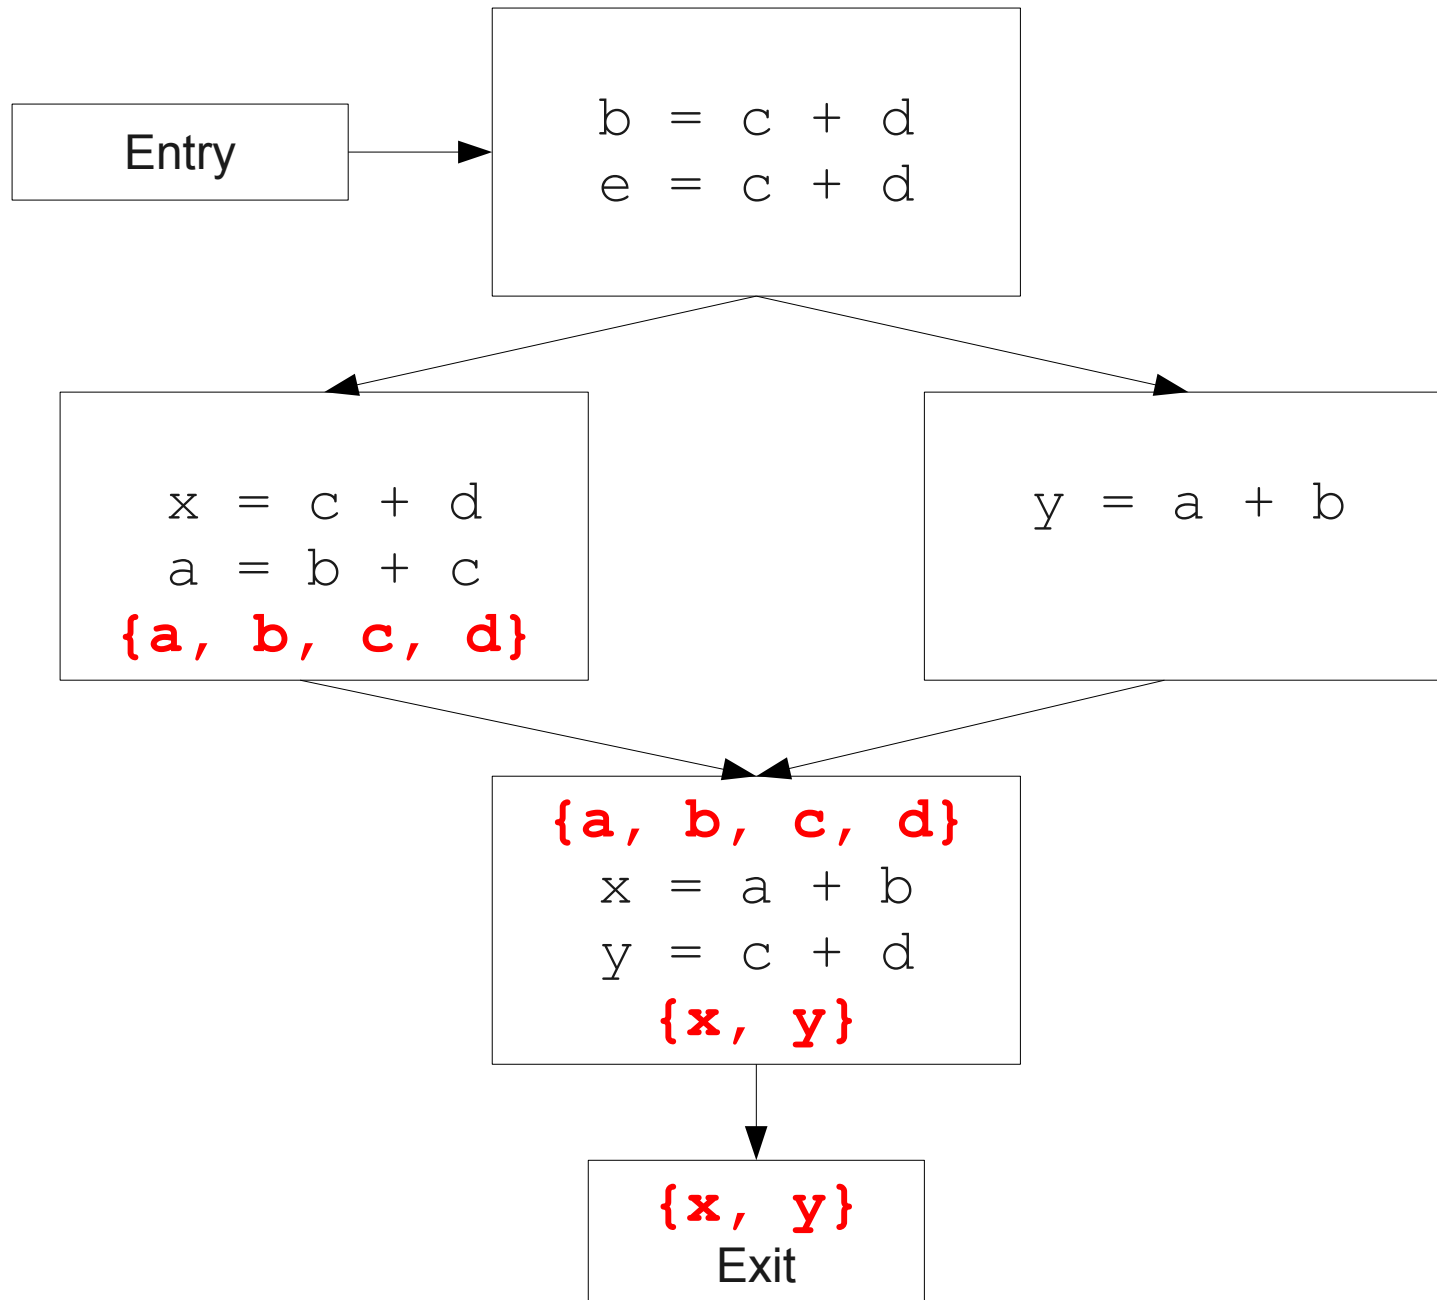 Entry
b = c + d
e = c + d
x = c + d
a = b + c
{a, b, c, d}
y = a + b
{a, b, c, d}
x = a + b
y = c + d
{x, y}
{x, y}
Exit